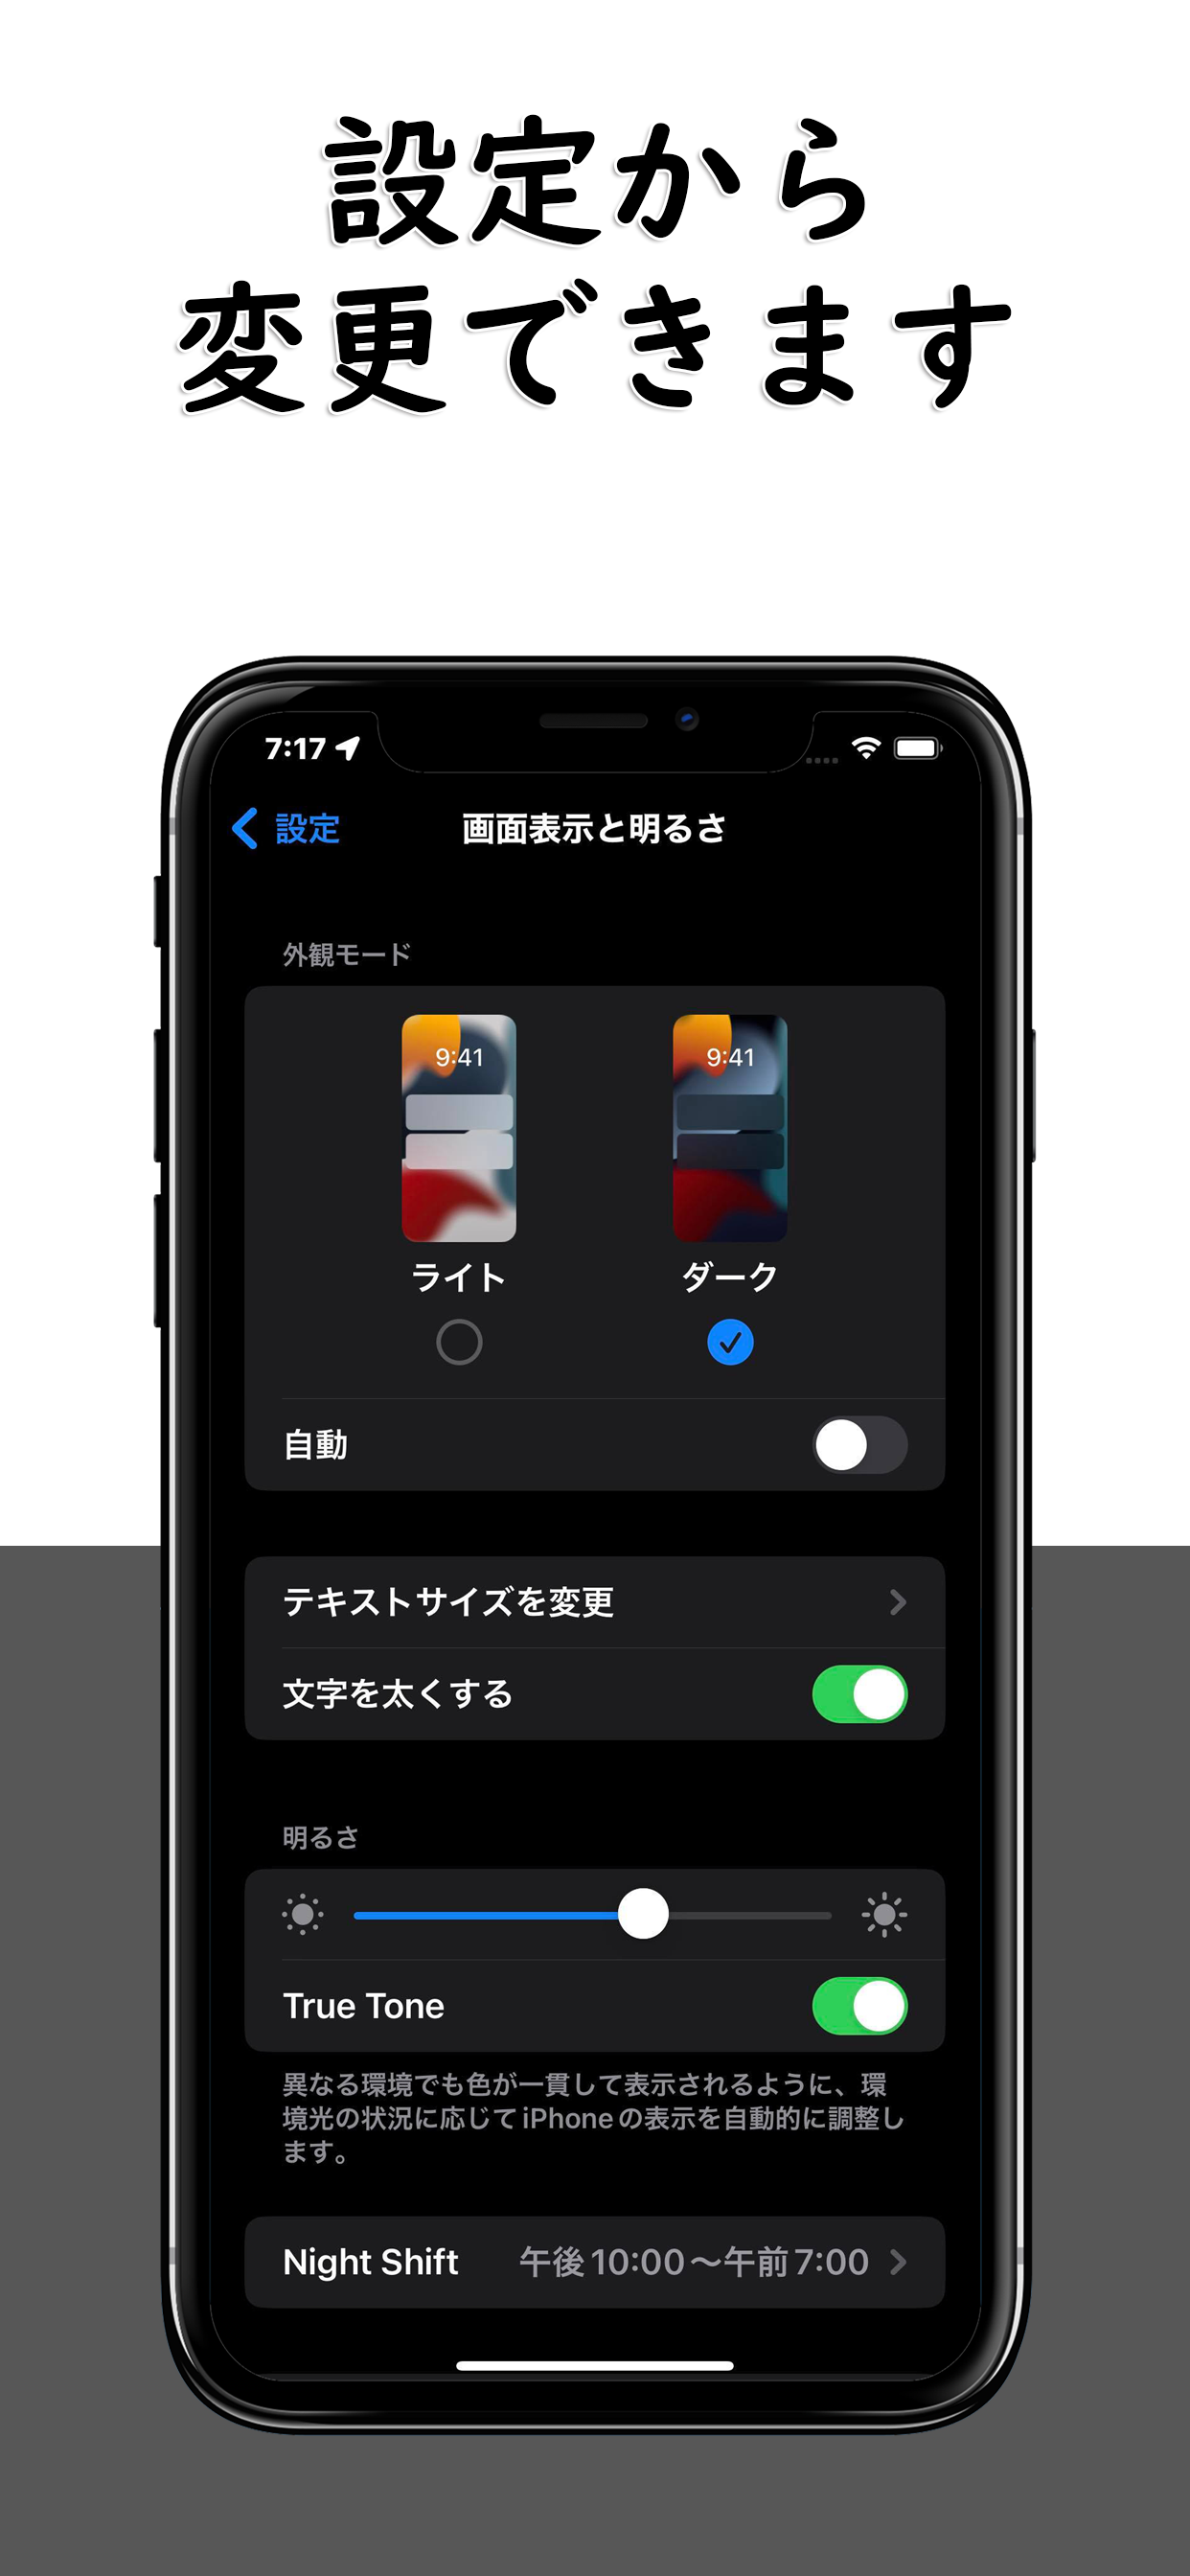 設定から
変更できます
7:17
設定
画面表示と明るさ
外観モード
9:41
9:41
ライト
ダーク
自動
テキストサイズを変更
文字を太くする
明るさ
True Tone
異なる環境でも色が一貫して表示されるように、環
境光の状況に応じてiPhoneの表示を自動的に調整し
ます。
Night Shift 午後10:00〜午前7:00